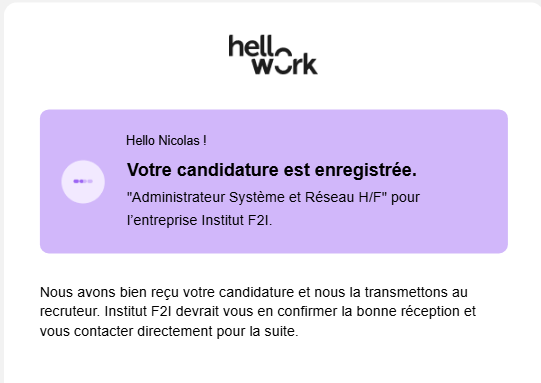 hello
work
Hello Nicolas !
Votre candidature est enregistrée.
"Administrateur Système et Réseau H/F" pour
l'entreprise Institut F2I.
Nous avons bien reçu votre candidature et nous la transmettons au
recruteur. Institut F2I devrait vous en confirmer la bonne réception et
vous contacter directement pour la suite.